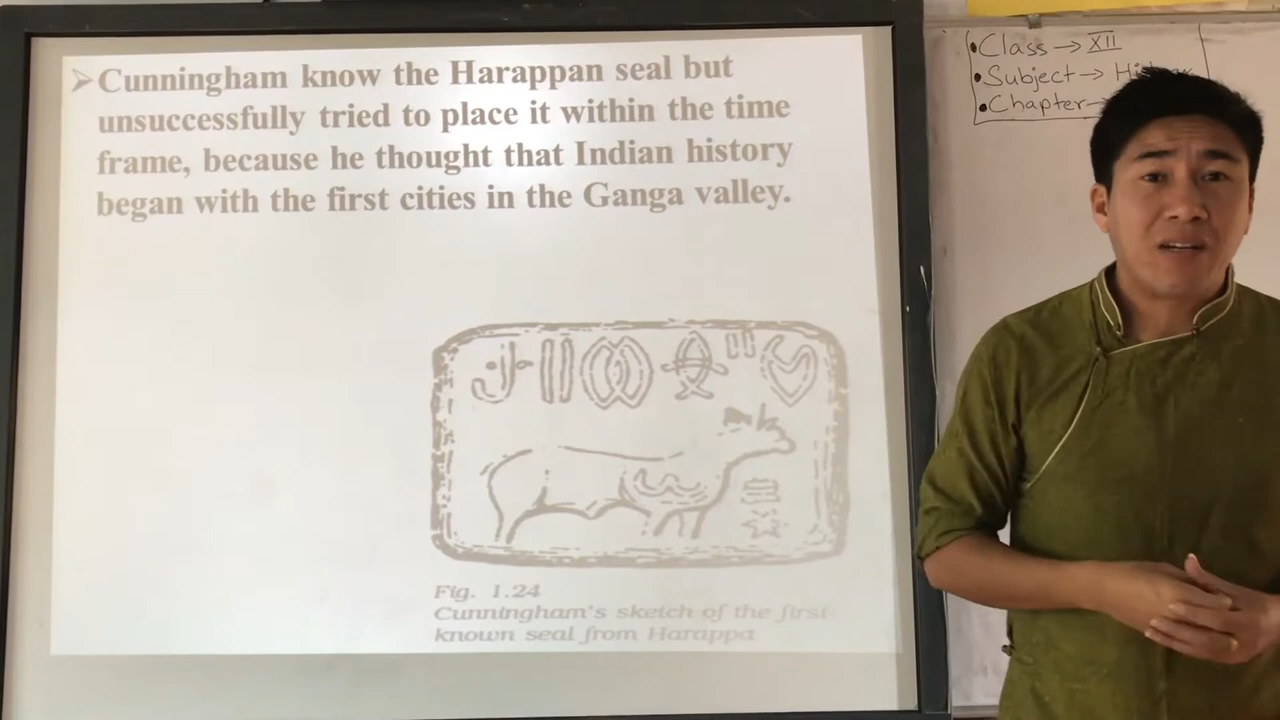 ➢Cunningham know the Harappan seal but
unsuccessfully tried to place it within the time
frame, because he thought that Indian history
began with the first cities in the Ganga valley.
Fig. 1.24
Cunningham's sketch of the first-
known seal from Harappa
•Class → XII
•Subject →
•Chapter→